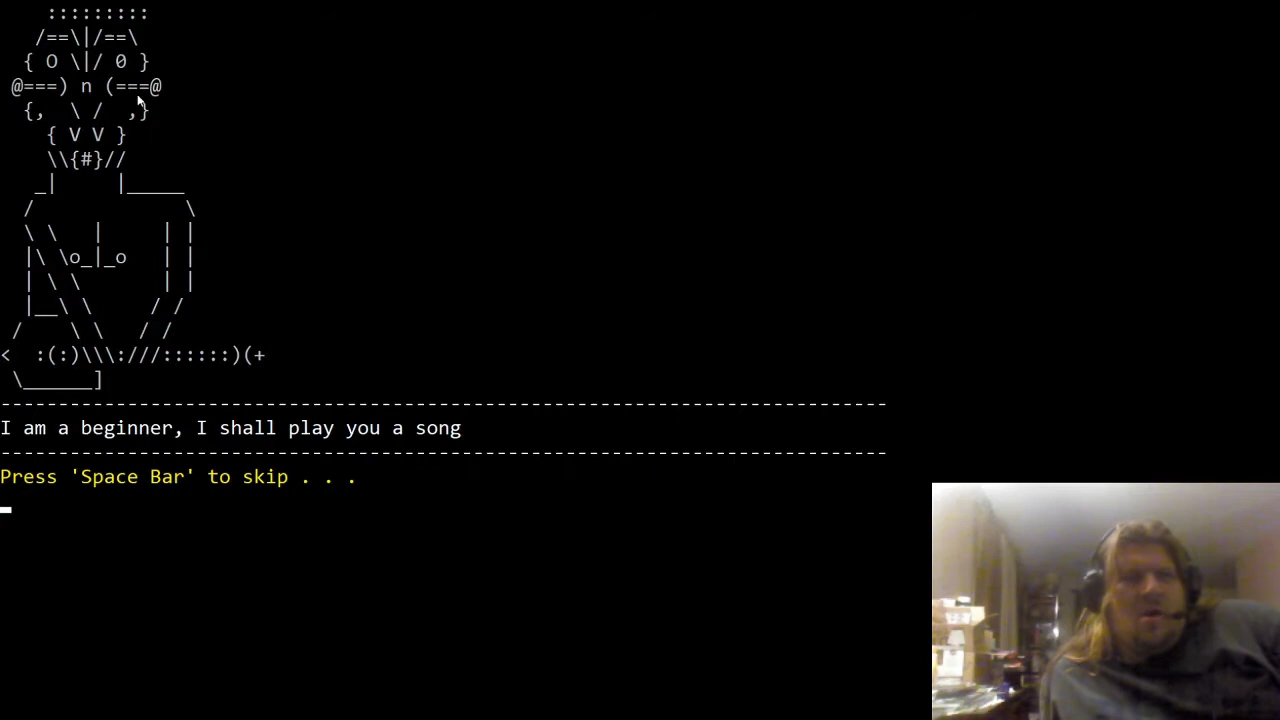 I am a beginner, I shall play you a song
Press 'Space Bar' to skip . . .